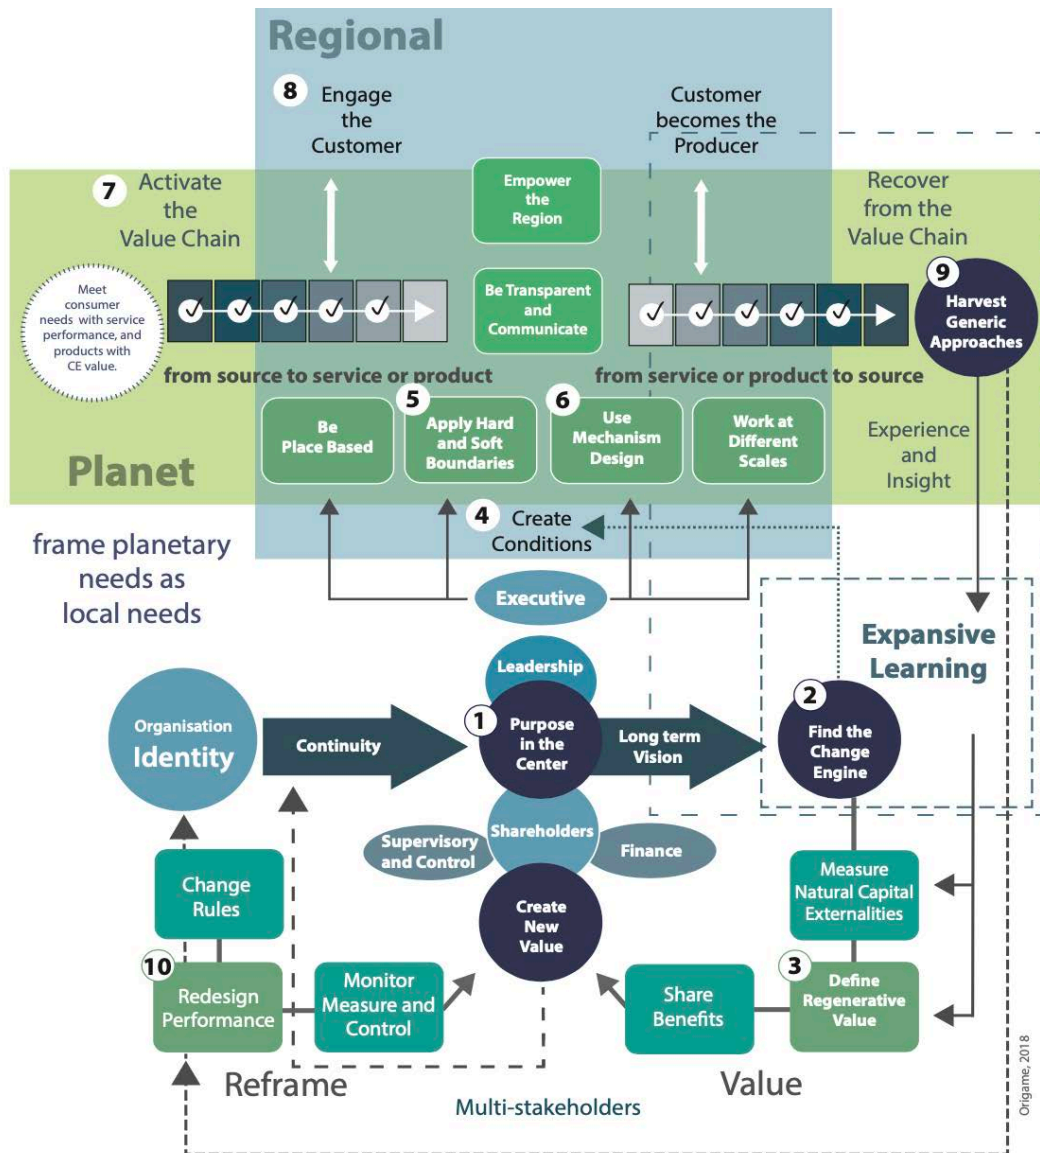 Regional
8
Engage
the
Customer
Customer
becomes the
Producer
7
Activate
the
Value Chain
Empower
the
Region
Recover
from the
Value Chain
Meet
consumer
needs with service
performance, and
products with
CE value.
Be Transparent
and
Communicate
9
Harvest
Generic
Approaches
from source to service or product
from service or product to source
Planet
Be
Place Based
5
Apply Hard
and Soft
Boundaries
6
Use
Mechanism
Design
Work at
Different
Scales
Experience
and
Insight
4
Create
Conditions
frame planetary
needs as
local needs
Executive
Expansive
Learning
Leadership
Organisation
Identity
Continuity
1
Purpose
in the
Center
Long term
Vision
2
Find the
Change
Engine
Supervisory
and Control
Shareholders
Finance
Change
Rules
Create
New
Value
Measure
Natural Capital
Externalities
10
Redesign
Performance
Monitor
Measure and
Control
Share
Benefits
3
Define
Regenerative
Value
Reframe
Value
Multi-stakeholders
Origame, 2018